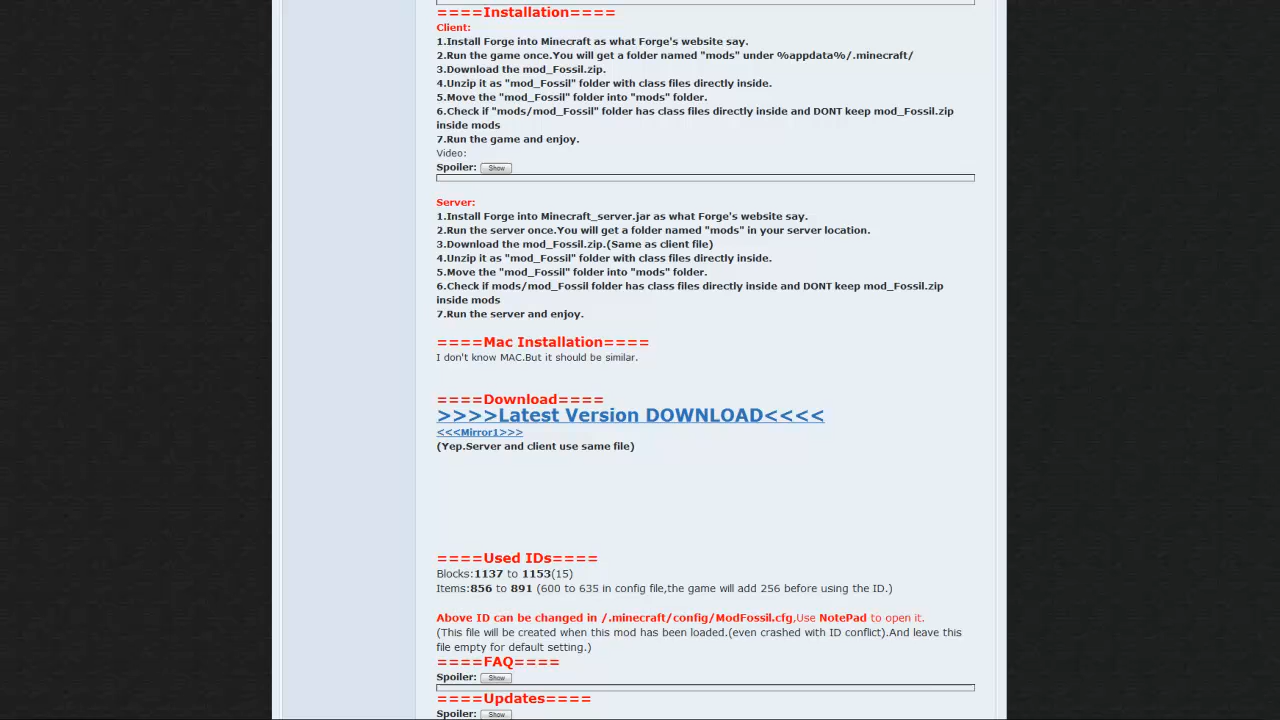 ====Installation====
Client:
1.Install Forge into Minecraft as what Forge's website say.
2.Run the game once.You will get a folder named "mods" under %appdata%/.minecraft/
3.Download the mod_Fossil.zip.
4.Unzip it as "mod_Fossil" folder with class files directly inside.
5.Move the "mod_Fossil" folder into "mods" folder.
6.Check if "mods/mod_Fossil" folder has class files directly inside and DONT keep mod_Fossil.zip
inside mods
7.Run the game and enjoy.
Video:
Spoiler: Show
Server:
1.Install Forge into Minecraft_server.jar as what Forge's website say.
2.Run the server once.You will get a folder named "mods" in your server location.
3.Download the mod_Fossil.zip.(Same as client file)
4.Unzip it as "mod_Fossil" folder with class files directly inside.
5.Move the "mod_Fossil" folder into "mods" folder.
6.Check if mods/mod_Fossil folder has class files directly inside and DONT keep mod_Fossil.zip
inside mods
7.Run the server and enjoy.
====Mac Installation====
I don't know MAC.But it should be similar.
====Download====
>>>>Latest Version DOWNLOAD<<<<
<<<Mirror1>>>
(Yep.Server and client use same file)
====Used IDs====
Blocks:1137 to 1153(15)
Items:856 to 891 (600 to 635 in config file,the game will add 256 before using the ID.)
Above ID can be changed in /.minecraft/config/ModFossil.cfg,Use NotePad to open it.
(This file will be created when this mod has been loaded.(even crashed with ID conflict).And leave this
file empty for default setting.)
====FAQ====
Spoiler: Show
====Updates====
Spoiler: Show